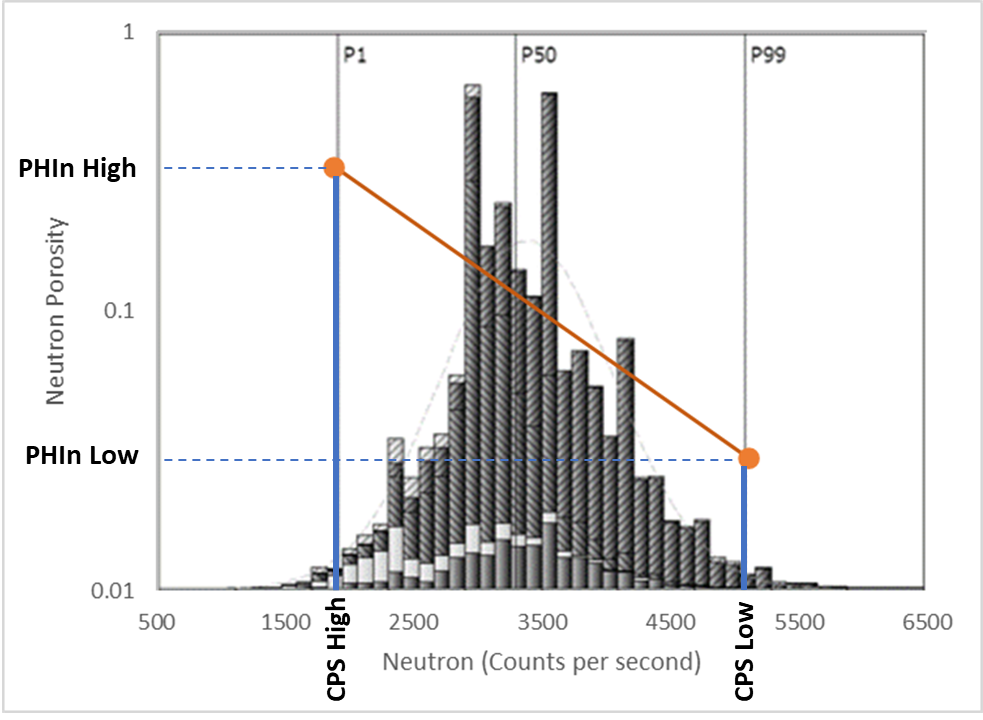 1
P1
P50
P99
PHIn High
Neutron Porosity
0.1
PHIn Low
0.01
500
1500
2500
3500
4500
5500
6500
CPS High
CPS Low
Neutron (Counts per second)